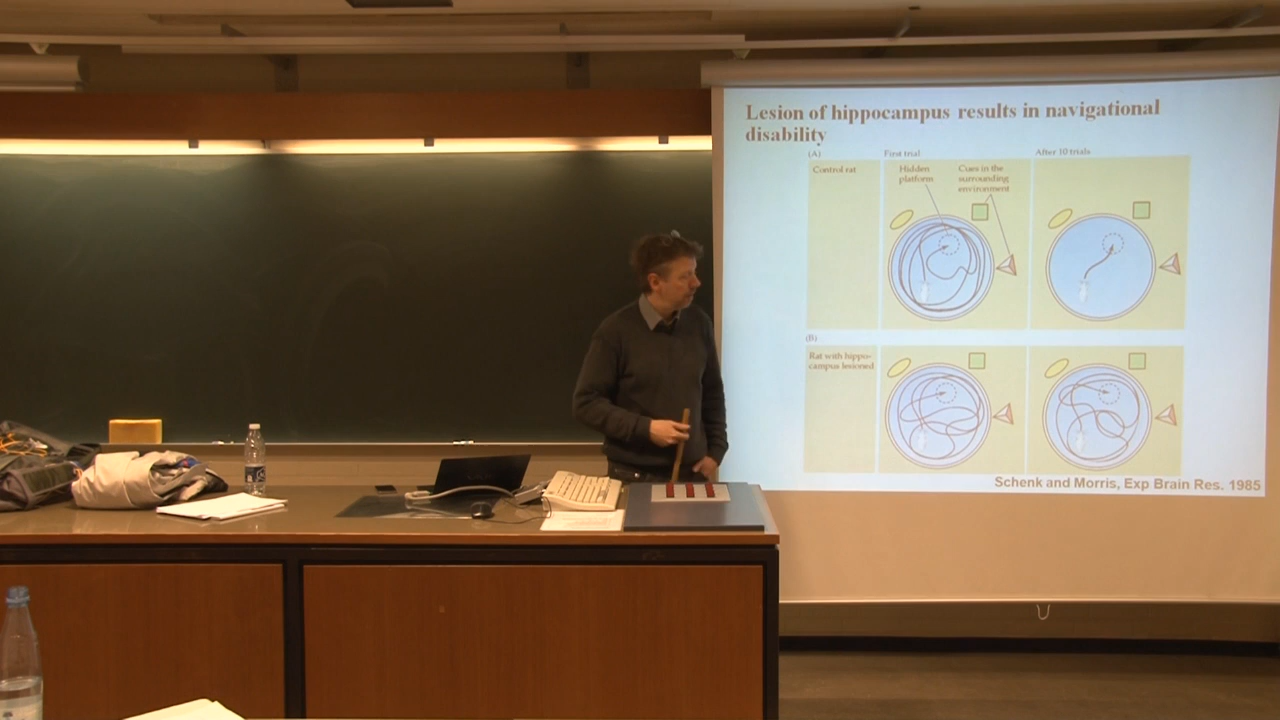 Lesion of hippocampus results in navigational
disability
(A)
First trial
After 10 trials
Control rat
Hidden
platform
Cues in the
surrounding
environment
(B)
Rat with hippo-
campus lesioned
Schenk and Morris, Exp Brain Res. 1985